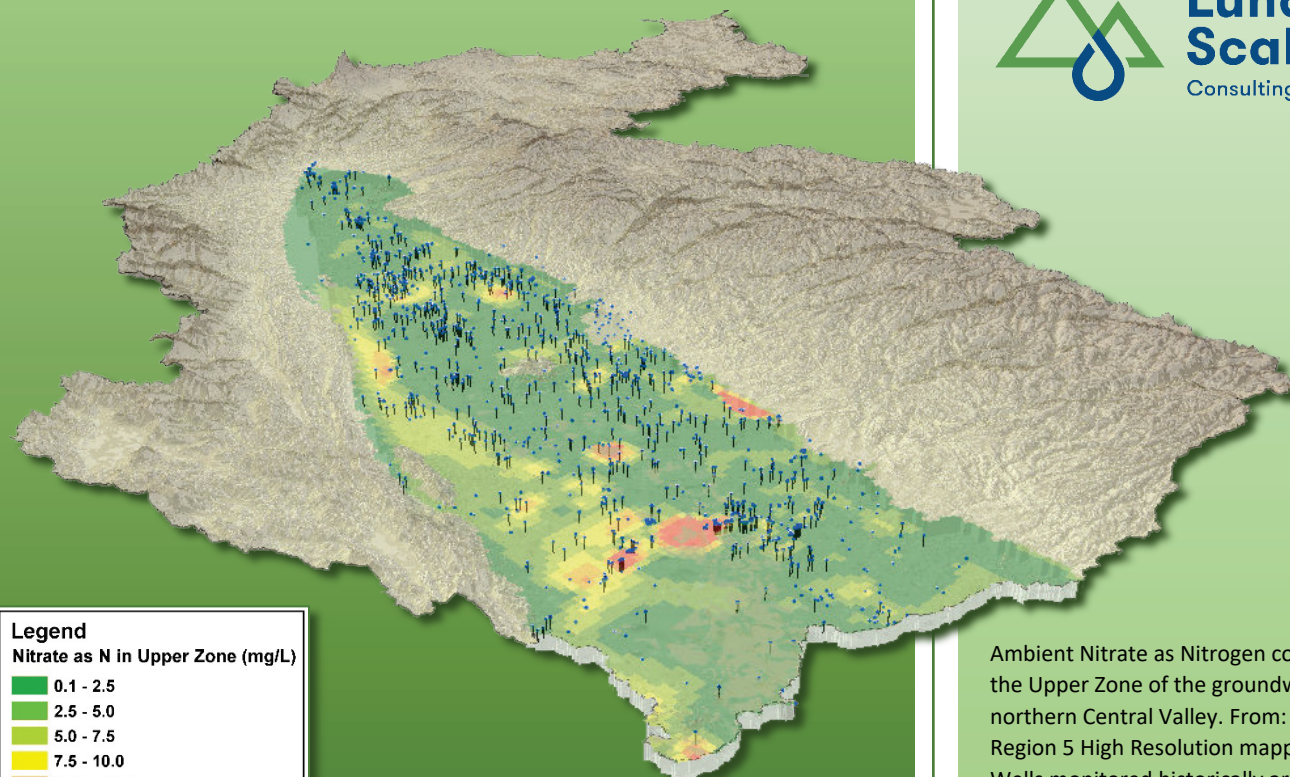 Scal
Consulting
Legend
Nitrate as N in Upper Zone (mg/L)
0.1 - 2.5
2.5 - 5.0
5.0 - 7.5
7.5 - 10.0
Ambient Nitrate as Nitrogen co
the Upper Zone of the groundw
northern Central Valley. From:
Region 5 High Resolution mapp